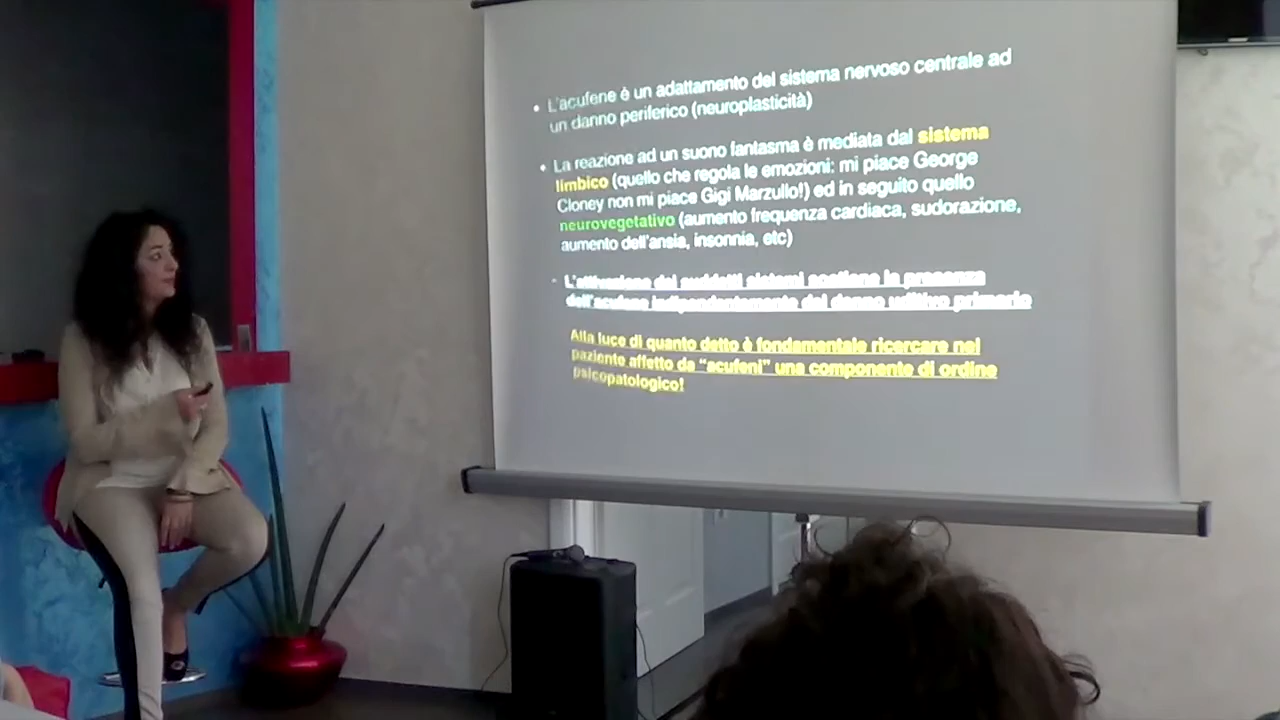 • L'acufene è un adattamento del sistema nervoso centrale ad
un danno periferico (neuroplasticità)
• La reazione ad un suono fantasma è mediata dal sistema
limbico (quello che regola le emozioni: mi piace George
Cloney non mi piace Gigi Marzullo!) ed in seguito quello
neurovegetativo (aumento frequenza cardiaca, sudorazione,
aumento dell'ansia, insonnia, etc)
- L'attivazione dei suddetti sistemi sostiene la presenza
dell'acufene indipendentemente dal danno uditivo primario
Alla luce di quanto detto è fondamentale ricercare nel
paziente affetto da "acufeni" una componente di ordine
psicopatologico!